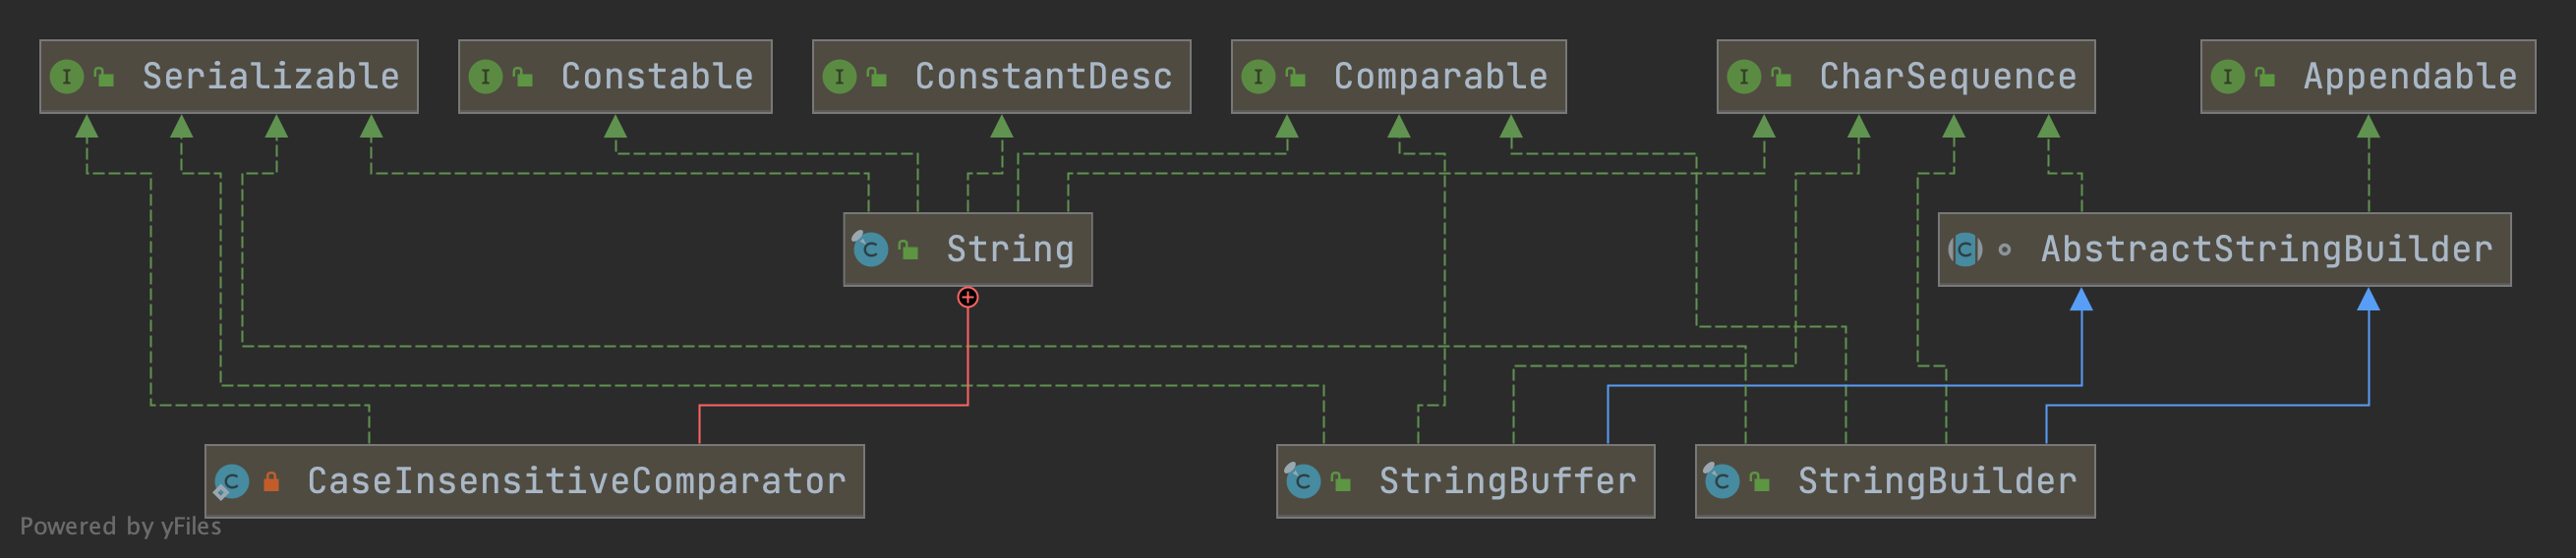 Serializable
Constable
ConstantDesc
Comparable
CharSequence
Appendable
String
AbstractStringBuilder
CaseInsensitiveComparator
StringBuffer
StringBuilder
Powered by yFiles